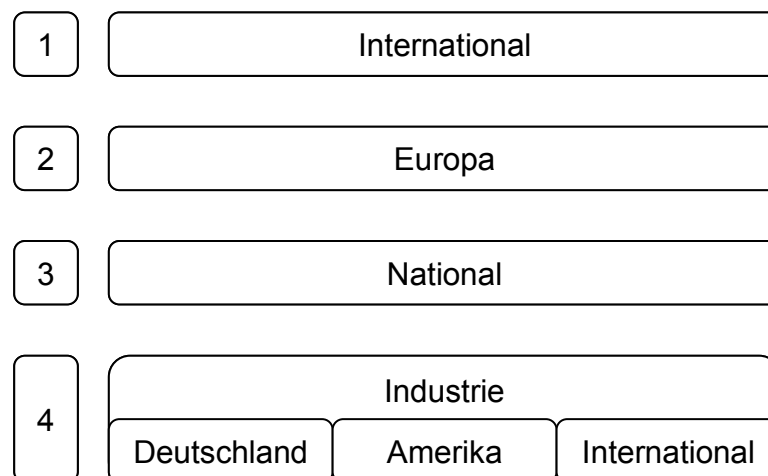 1 International
2 Europa
3 National
4 Industrie
Deutschland Amerika International